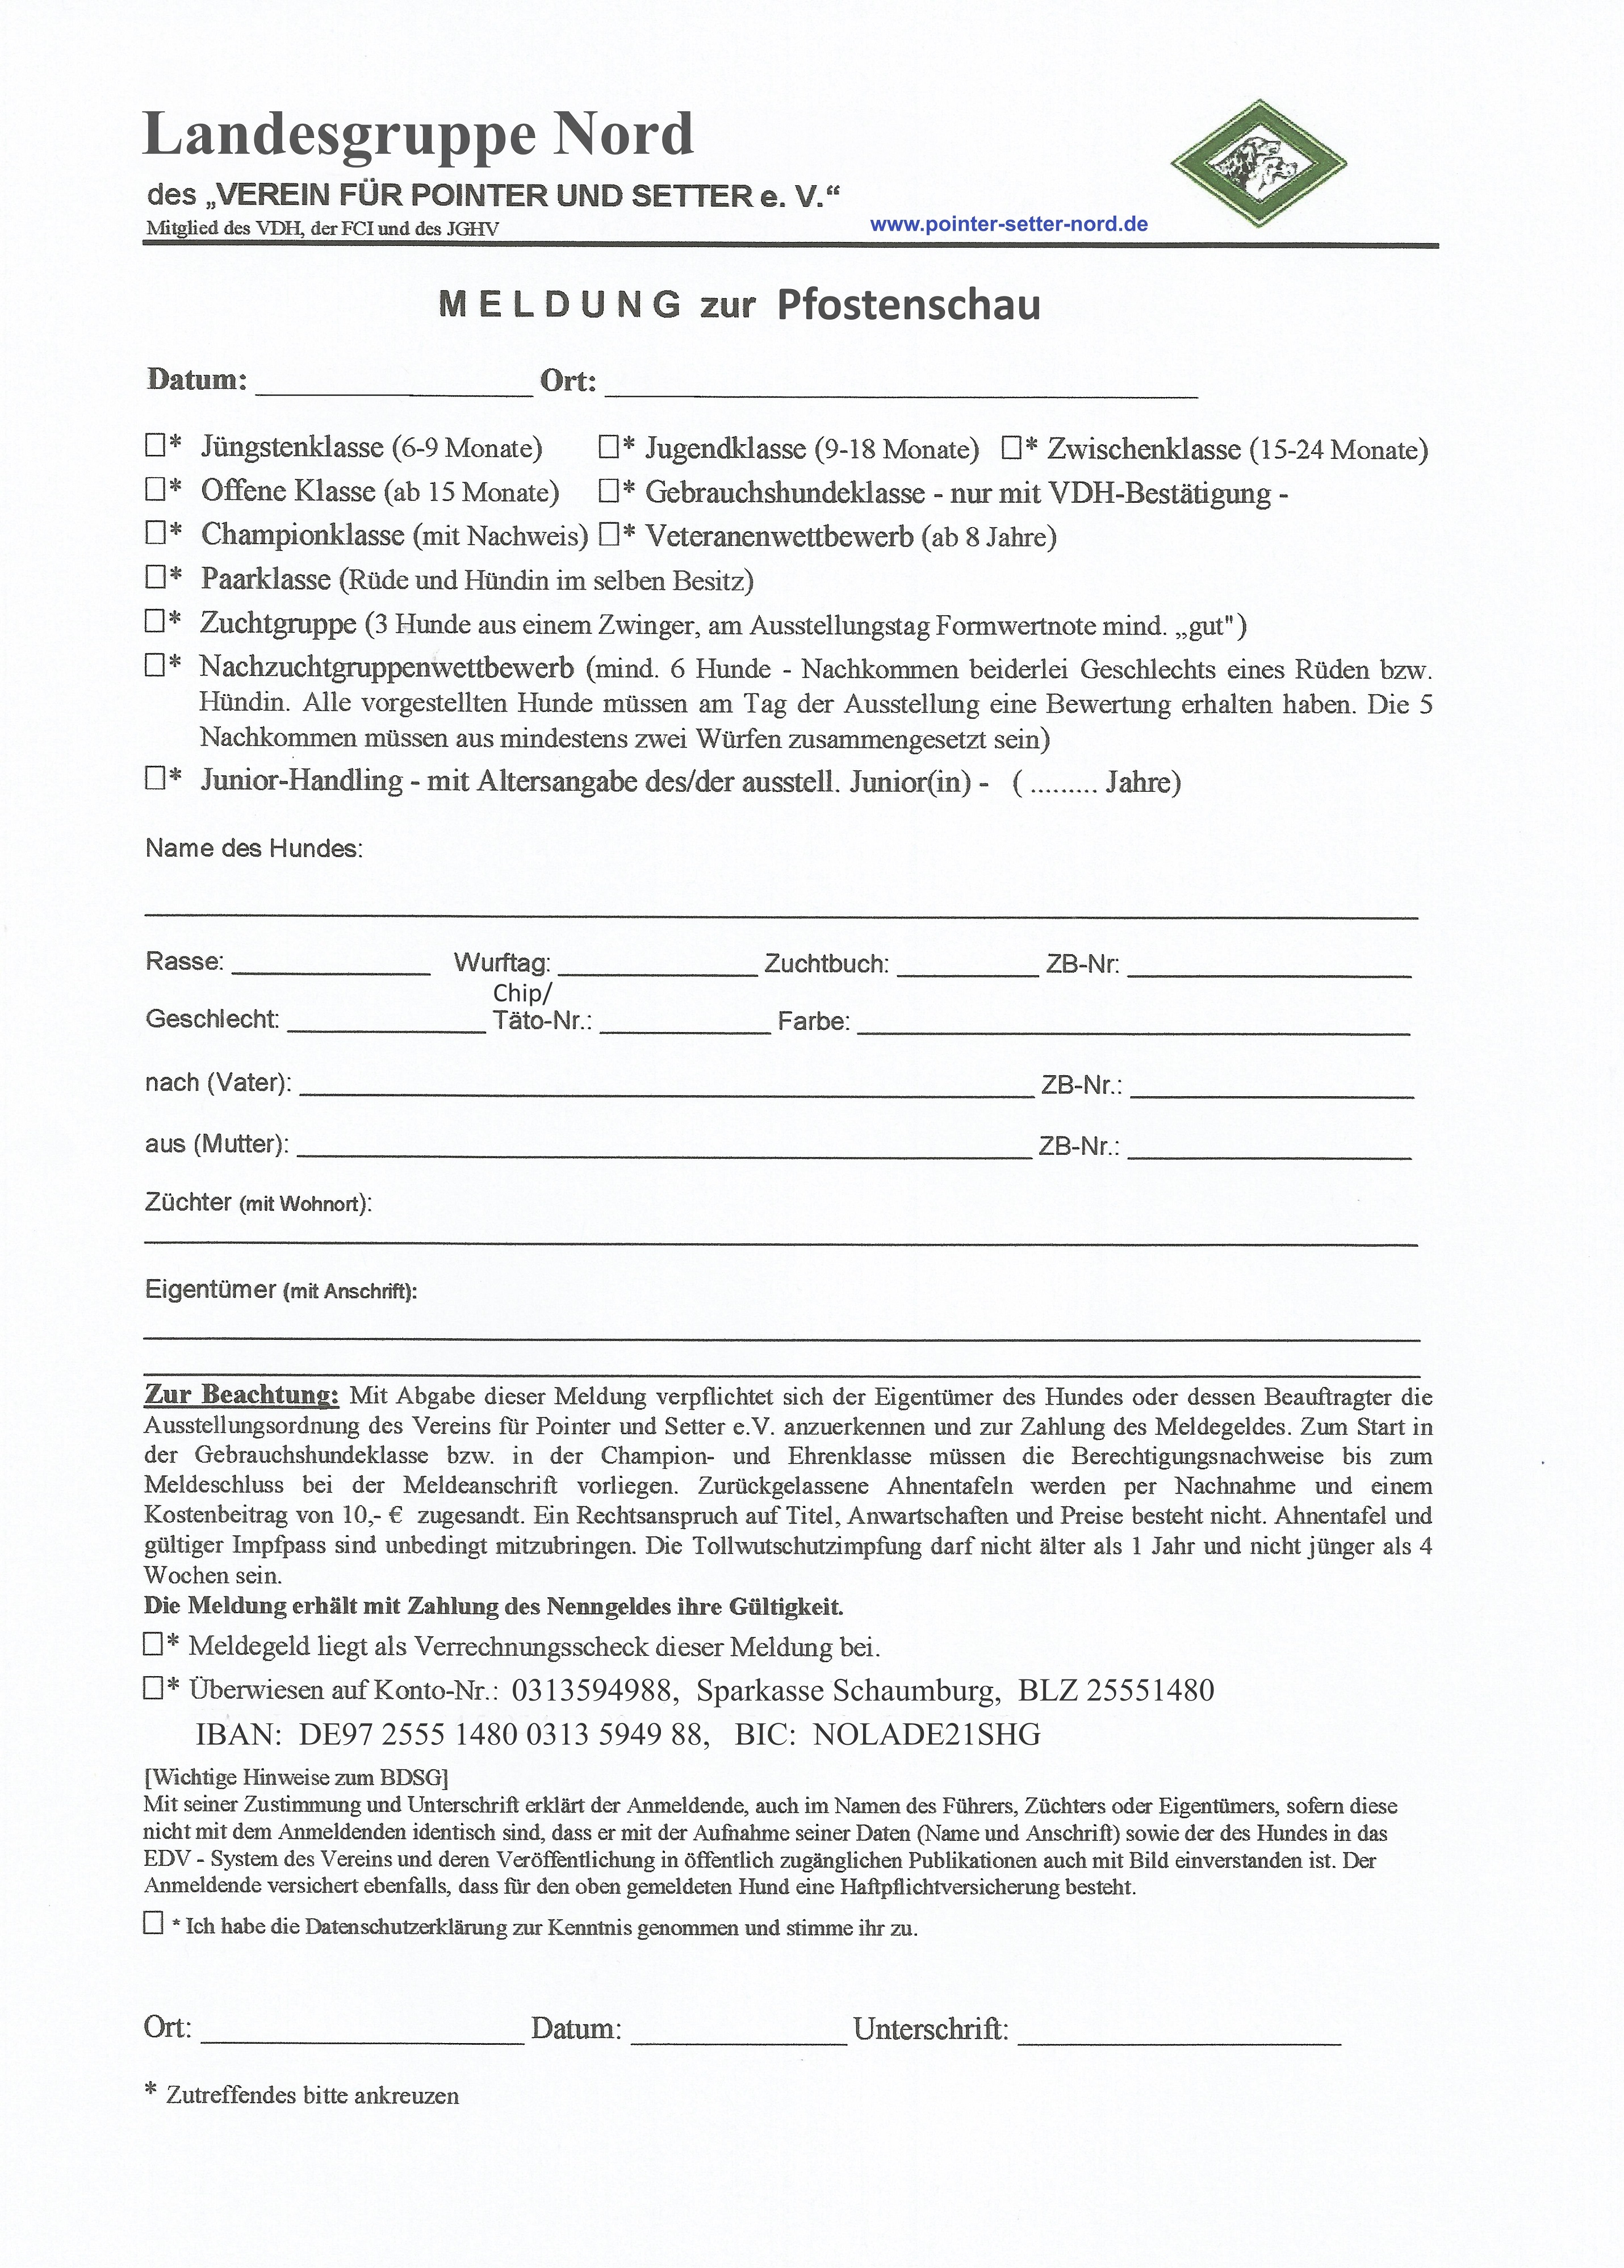 Landesgruppe Nord
des „VEREIN FÜR POINTER UND SETTER e. V.“
Mitglied des VDH, der FCI und des JGHV
www.pointer-setter-nord.de
MELDUNG zur Pfostenschau
Datum: ____________ Ort: ____________
☐* Jüngstenklasse (6-9 Monate) ☐* Jugendklasse (9-18 Monate) ☐* Zwischenklasse (15-24 Monate)
☐* Offene Klasse (ab 15 Monate) ☐* Gebrauchshundeklasse - nur mit VDH-Bestätigung -
☐* Championklasse (mit Nachweis) ☐* Veteranenwettbewerb (ab 8 Jahre)
☐* Paarklasse (Rüde und Hündin im selben Besitz)
☐* Zuchtgruppe (3 Hunde aus einem Zwinger, am Ausstellungstag Formwertnote mind. „gut")
☐* Nachzuchtgruppenwettbewerb (mind. 6 Hunde - Nachkommen beiderlei Geschlechts eines Rüden bzw.
Hündin. Alle vorgestellten Hunde müssen am Tag der Ausstellung eine Bewertung erhalten haben. Die 5
Nachkommen müssen aus mindestens zwei Würfen zusammengesetzt sein)
☐* Junior-Handling - mit Altersangabe des/der ausstell. Junior(in) - ( ......... Jahre)
Name des Hundes:
Rasse: ____________ Wurftag: ____________ Zuchtbuch: ____________ ZB-Nr: ____________
Chip/
Geschlecht: ____________ Täto-Nr.: ____________ Farbe: ____________
nach (Vater): ____________ ZB-Nr.: ____________
aus (Mutter): ____________ ZB-Nr.: ____________
Züchter (mit Wohnort):
Eigentümer (mit Anschrift):
Zur Beachtung: Mit Abgabe dieser Meldung verpflichtet sich der Eigentümer des Hundes oder dessen Beauftragter die
Ausstellungsordnung des Vereins für Pointer und Setter e.V. anzuerkennen und zur Zahlung des Meldegeldes. Zum Start in
der Gebrauchshundeklasse bzw. in der Champion- und Ehrenklasse müssen die Berechtigungsnachweise bis zum
Meldeschluss bei der Meldeanschrift vorliegen. Zurückgelassene Ahnentafeln werden per Nachnahme und einem
Kostenbeitrag von 10,- € zugesandt. Ein Rechtsanspruch auf Titel, Anwartschaften und Preise besteht nicht. Ahnentafel und
gültiger Impfpass sind unbedingt mitzubringen. Die Tollwutschutzimpfung darf nicht älter als 1 Jahr und nicht jünger als 4
Wochen sein.
Die Meldung erhält mit Zahlung des Nenngeldes ihre Gültigkeit.
☐* Meldegeld liegt als Verrechnungsscheck dieser Meldung bei.
☐* Überwiesen auf Konto-Nr.: 0313594988, Sparkasse Schaumburg, BLZ 25551480
IBAN: DE97 2555 1480 0313 5949 88, BIC: NOLADE21SHG
[Wichtige Hinweise zum BDSG]
Mit seiner Zustimmung und Unterschrift erklärt der Anmeldende, auch im Namen des Führers, Züchters oder Eigentümers, sofern diese
nicht mit dem Anmeldenden identisch sind, dass er mit der Aufnahme seiner Daten (Name und Anschrift) sowie der des Hundes in das
EDV - System des Vereins und deren Veröffentlichung in öffentlich zugänglichen Publikationen auch mit Bild einverstanden ist. Der
Anmeldende versichert ebenfalls, dass für den oben gemeldeten Hund eine Haftpflichtversicherung besteht.
☐ * Ich habe die Datenschutzerklärung zur Kenntnis genommen und stimme ihr zu.
Ort: ____________ Datum: ____________ Unterschrift: ____________
* Zutreffendes bitte ankreuzen